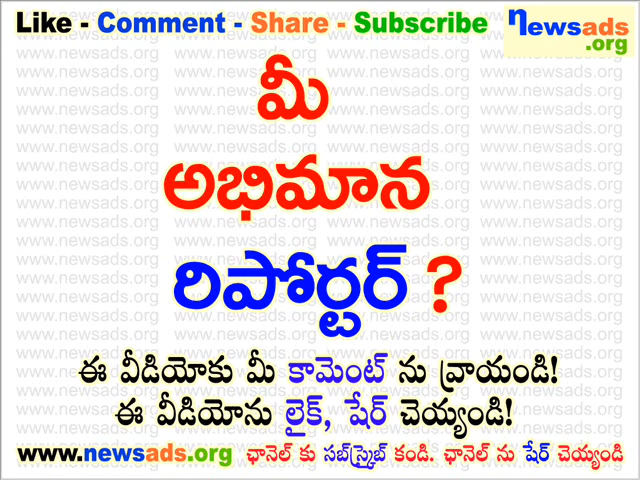 Like - Comment - Share - Subscribe
newsads
.org
మీ
అభిమాన
రిపోర్టర్ ?
ఈ వీడియోకు మీ కామెంట్ ను వ్రాయండి!
ఈ వీడియోను లైక్, షేర్ చెయ్యండి!
www.newsads.org ఛానెల్ కు సబ్‌స్క్రైబ్ కండి. ఛానెల్ ను షేర్ చెయ్యండి